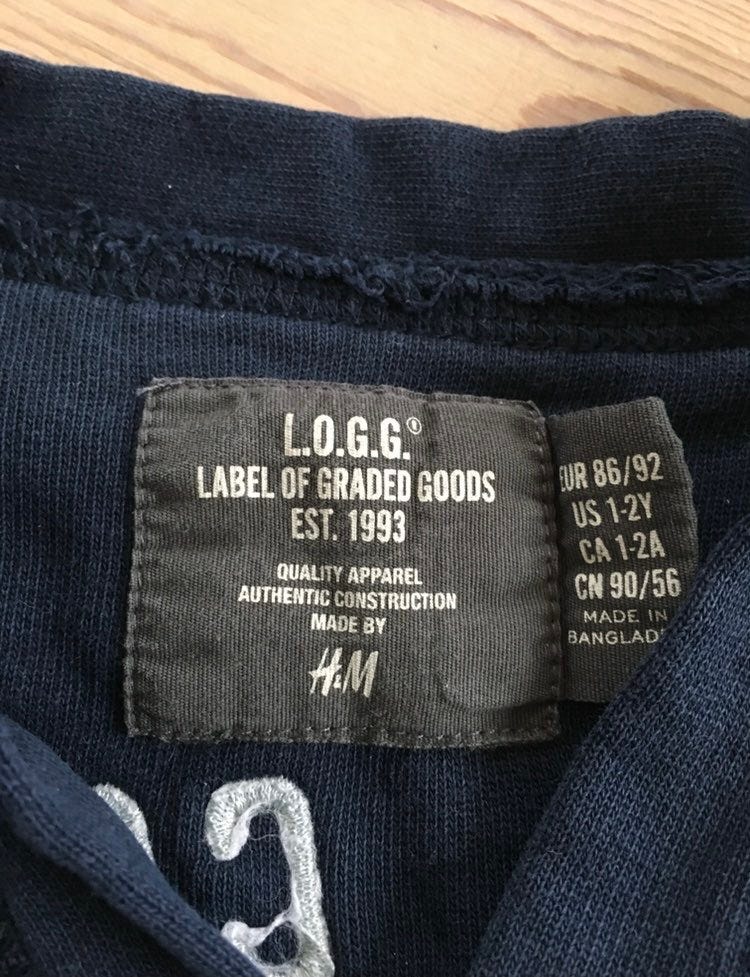 L.O.G.G.®
LABEL OF GRADED GOODS
EST. 1993
QUALITY APPAREL
AUTHENTIC CONSTRUCTION
MADE BY
H&M
EUR 86/92
US 1-2Y
CA 1-2A
CN 90/56
MADE IN